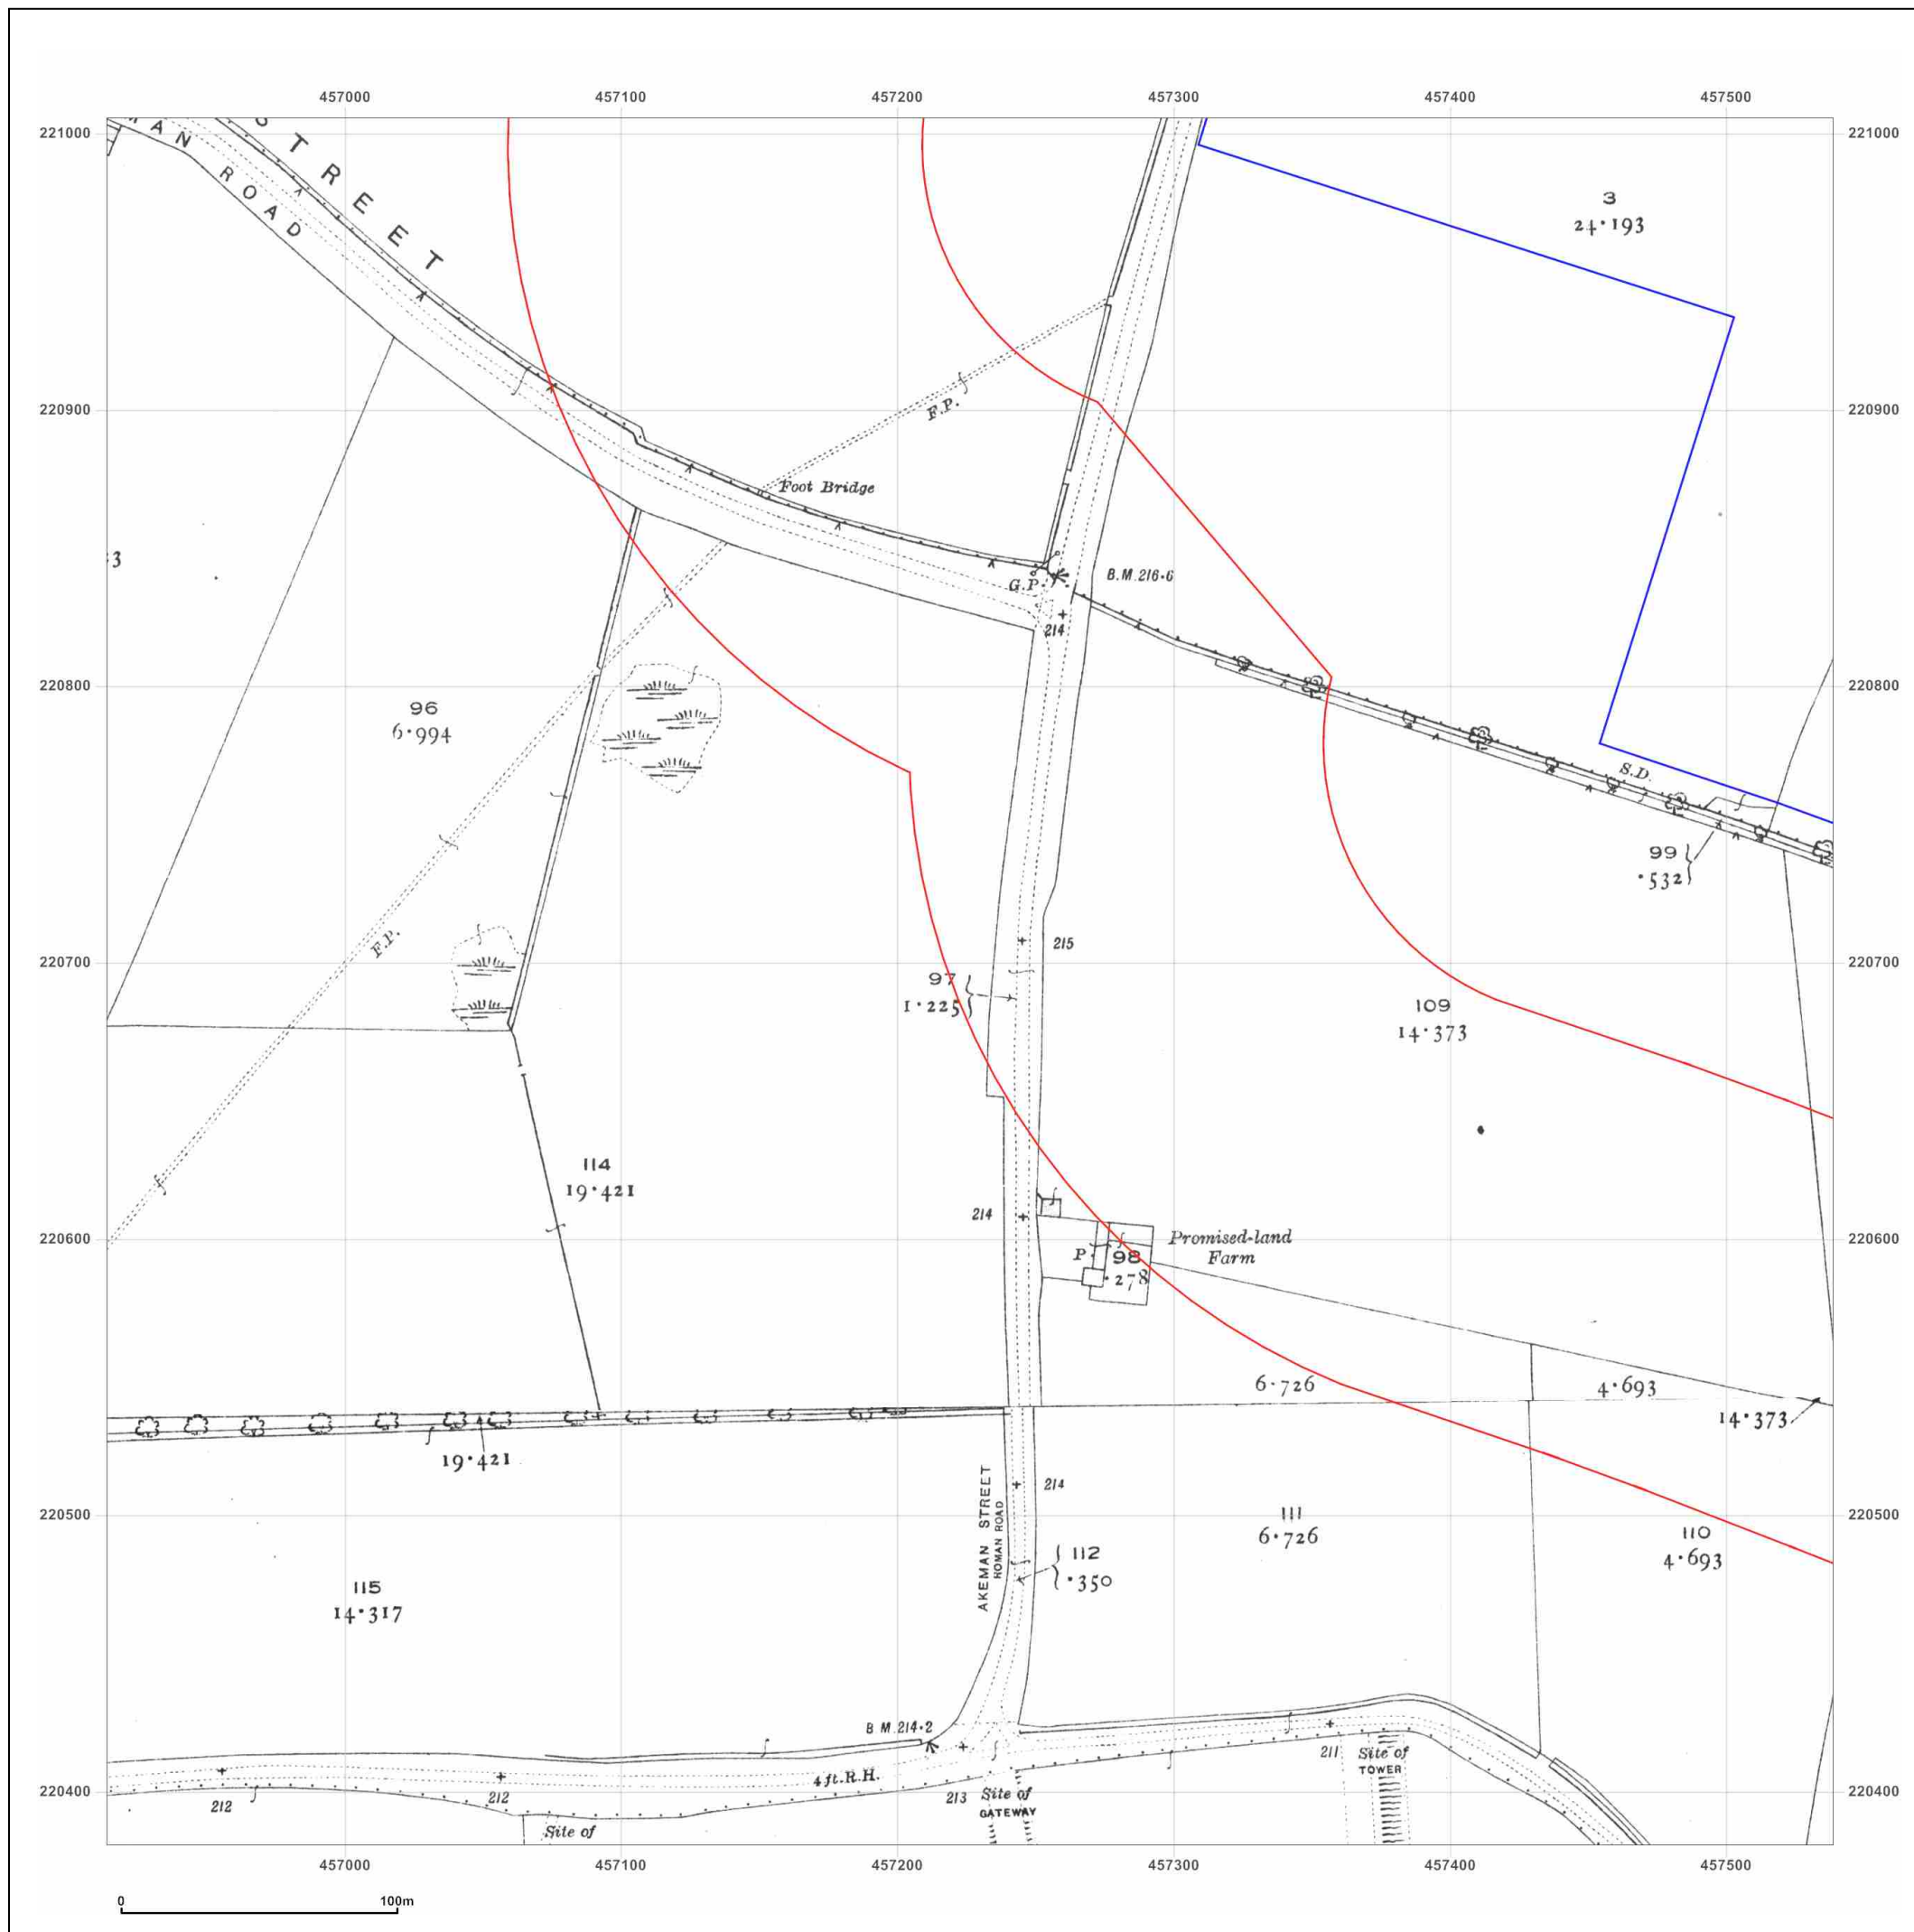 457000 457100 457200 457300 457400 457500
221000 221000
STREET
ROAD
3
24·193
220900 220900
F.P.
Foot Bridge
G.P.
B.M. 216·6
214
220800 220800
96
6·994
S.D.
99
·532
F.P.
215
220700 220700
97
1·225
109
14·373
114
19·421
214
220600 220600
Promised-land
Farm
P.
98
·278
6·726
4·693
14·373
19·421
AKEMAN STREET
ROMAN ROAD
214
220500 220500
111
6·726
110
4·693
112
·350
115
14·317
B M. 214·2
4 ft. R.H.
211
Site of
TOWER
220400 220400
212
212
213
Site of
GATEWAY
Site of
457000 457100 457200 457300 457400 457500
0 100m